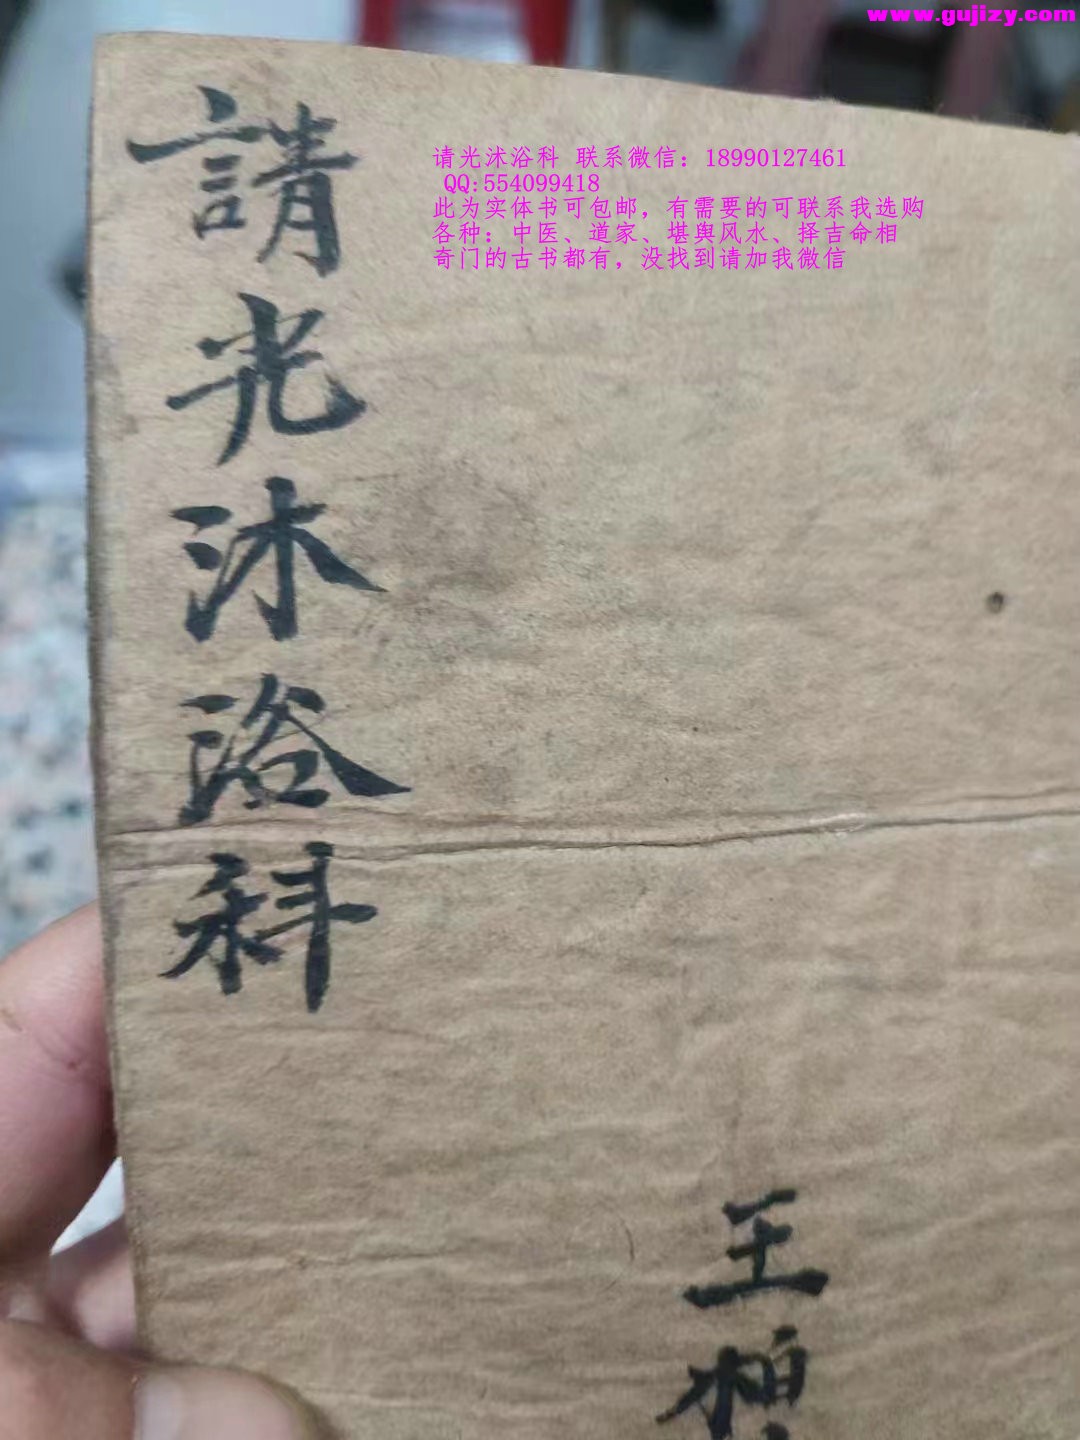 www.gujizy.com
请光沐浴科 联系微信：18990127461
QQ:554099418
此为实体书可包邮，有需要的可联系我选购
各种：中医、道家、堪舆风水、择吉命相
奇门的古书都有，没找到请加我微信
請光沐浴科
王柏